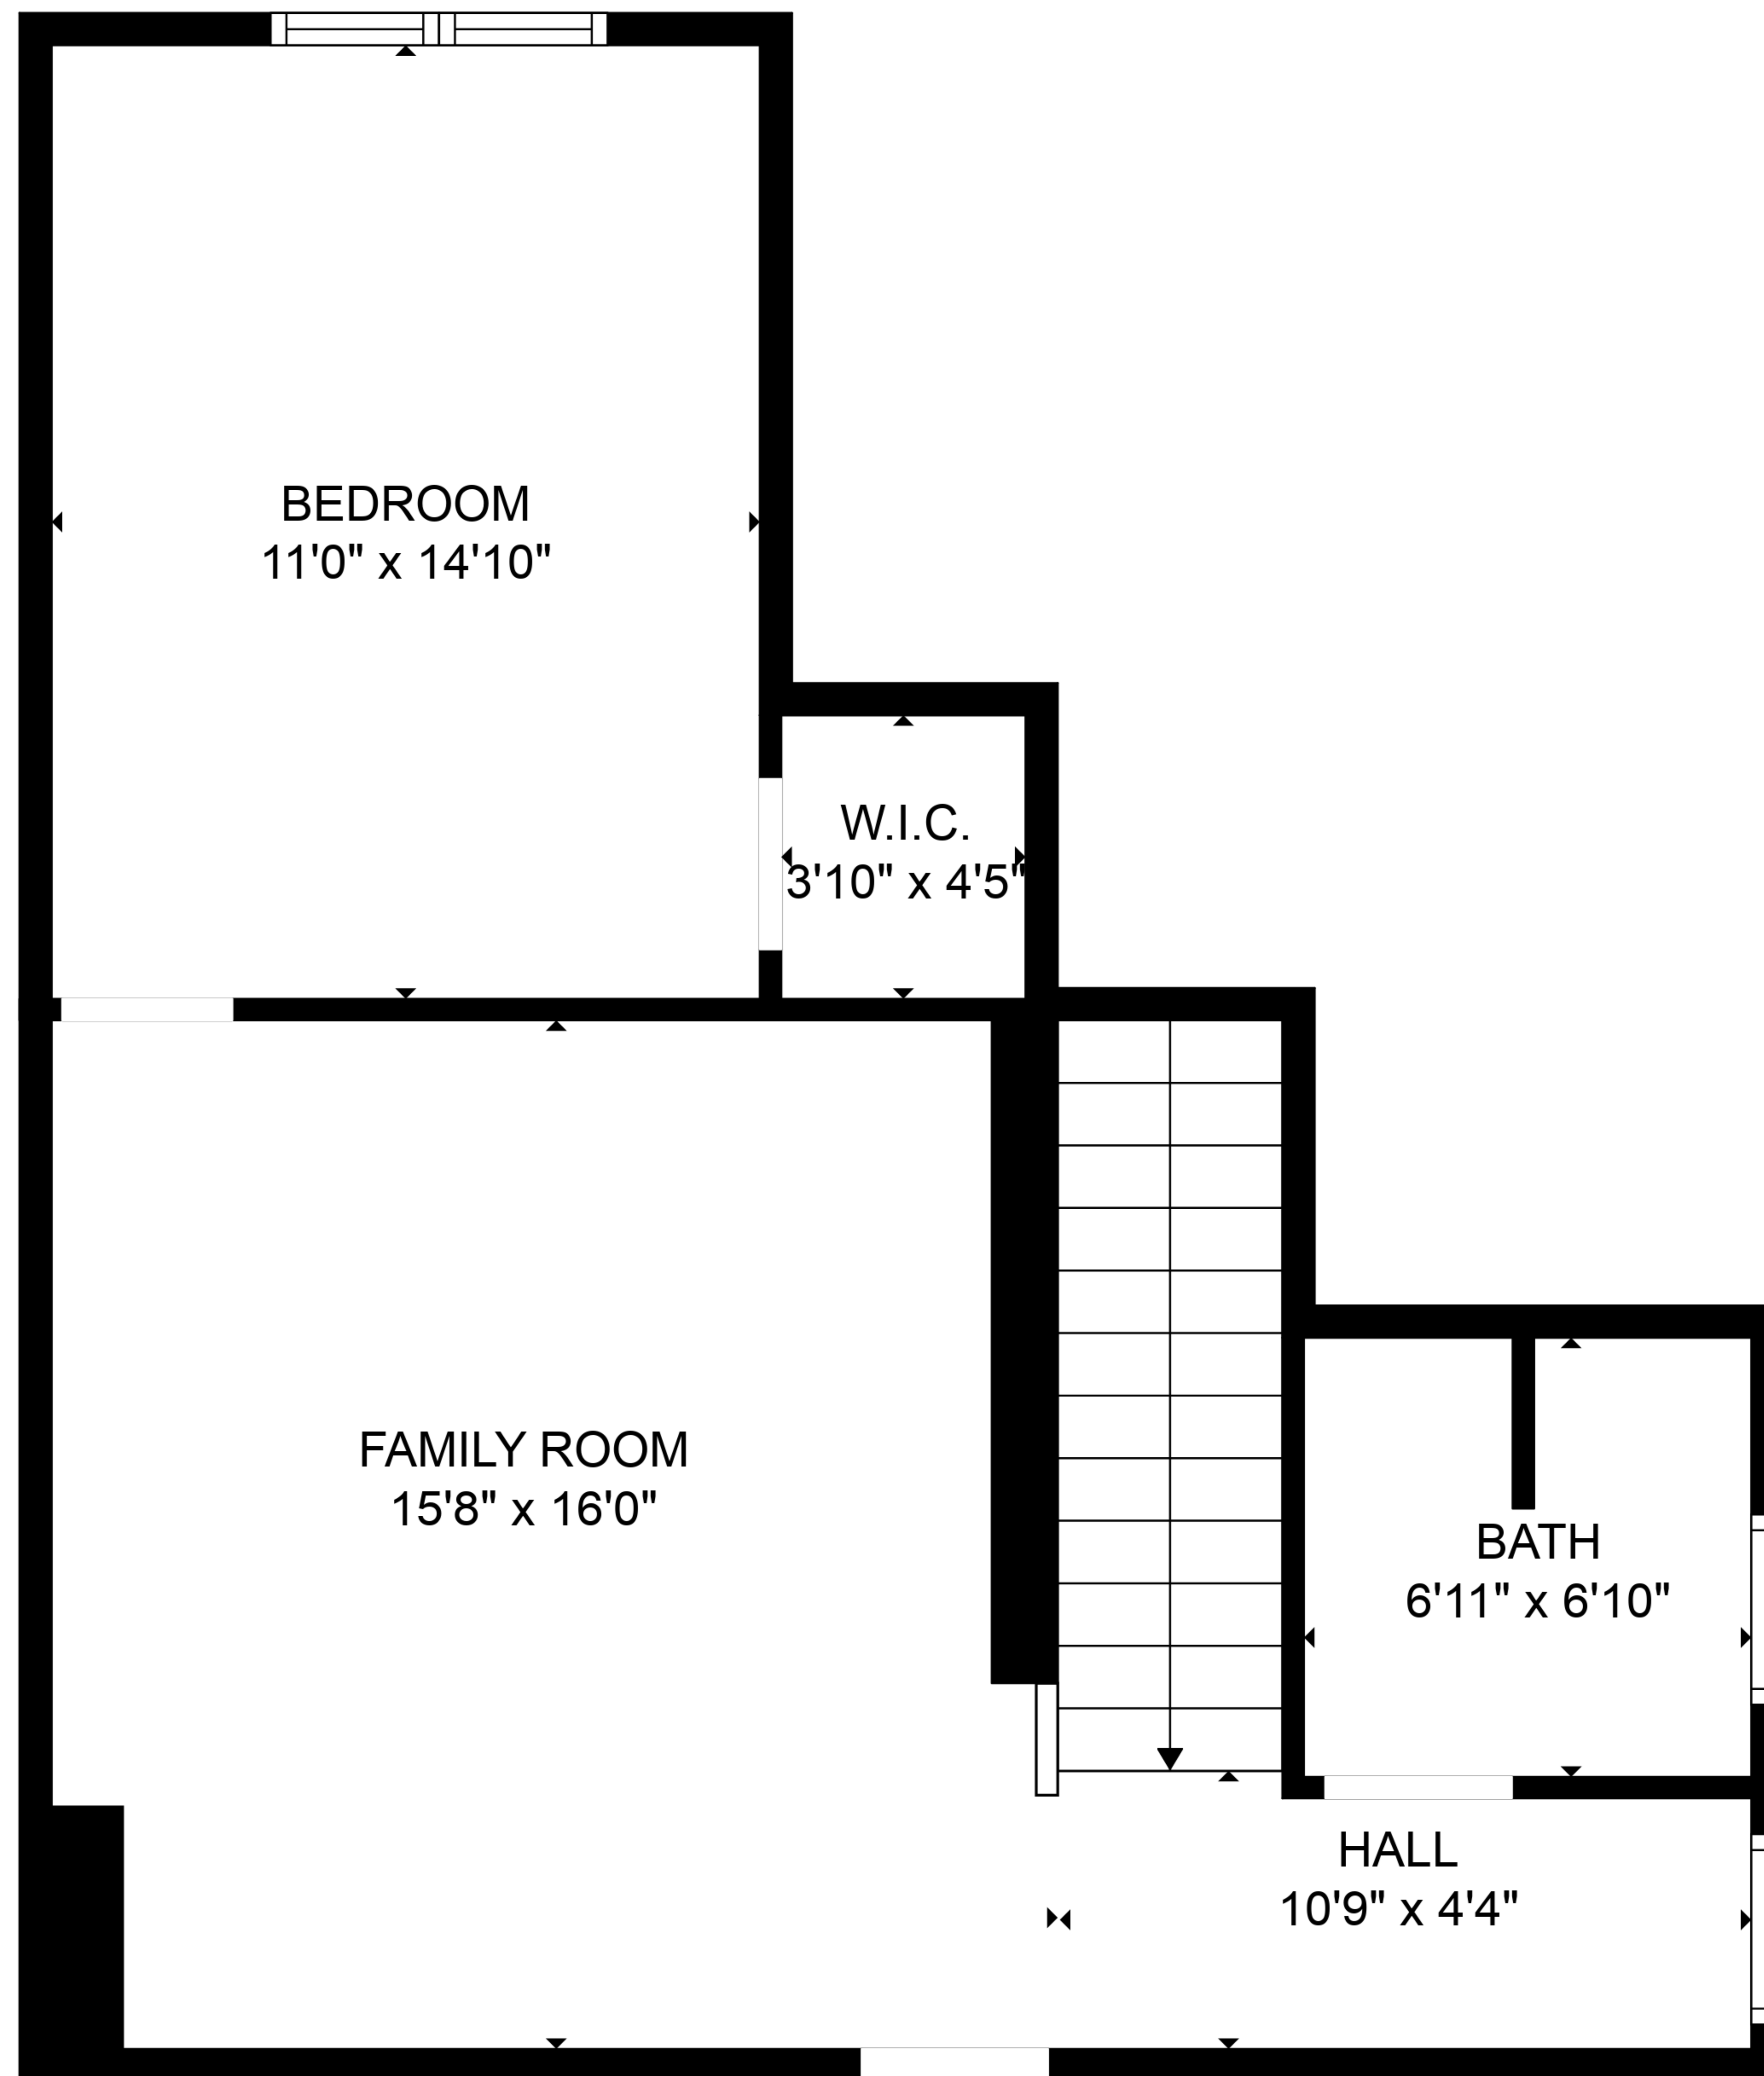 BEDROOM
11'0" x 14'10"
W.I.C.
3'10" x 4'5"
FAMILY ROOM
15'8" x 16'0"
BATH
6'11" x 6'10"
HALL
10'9" x 4'4"